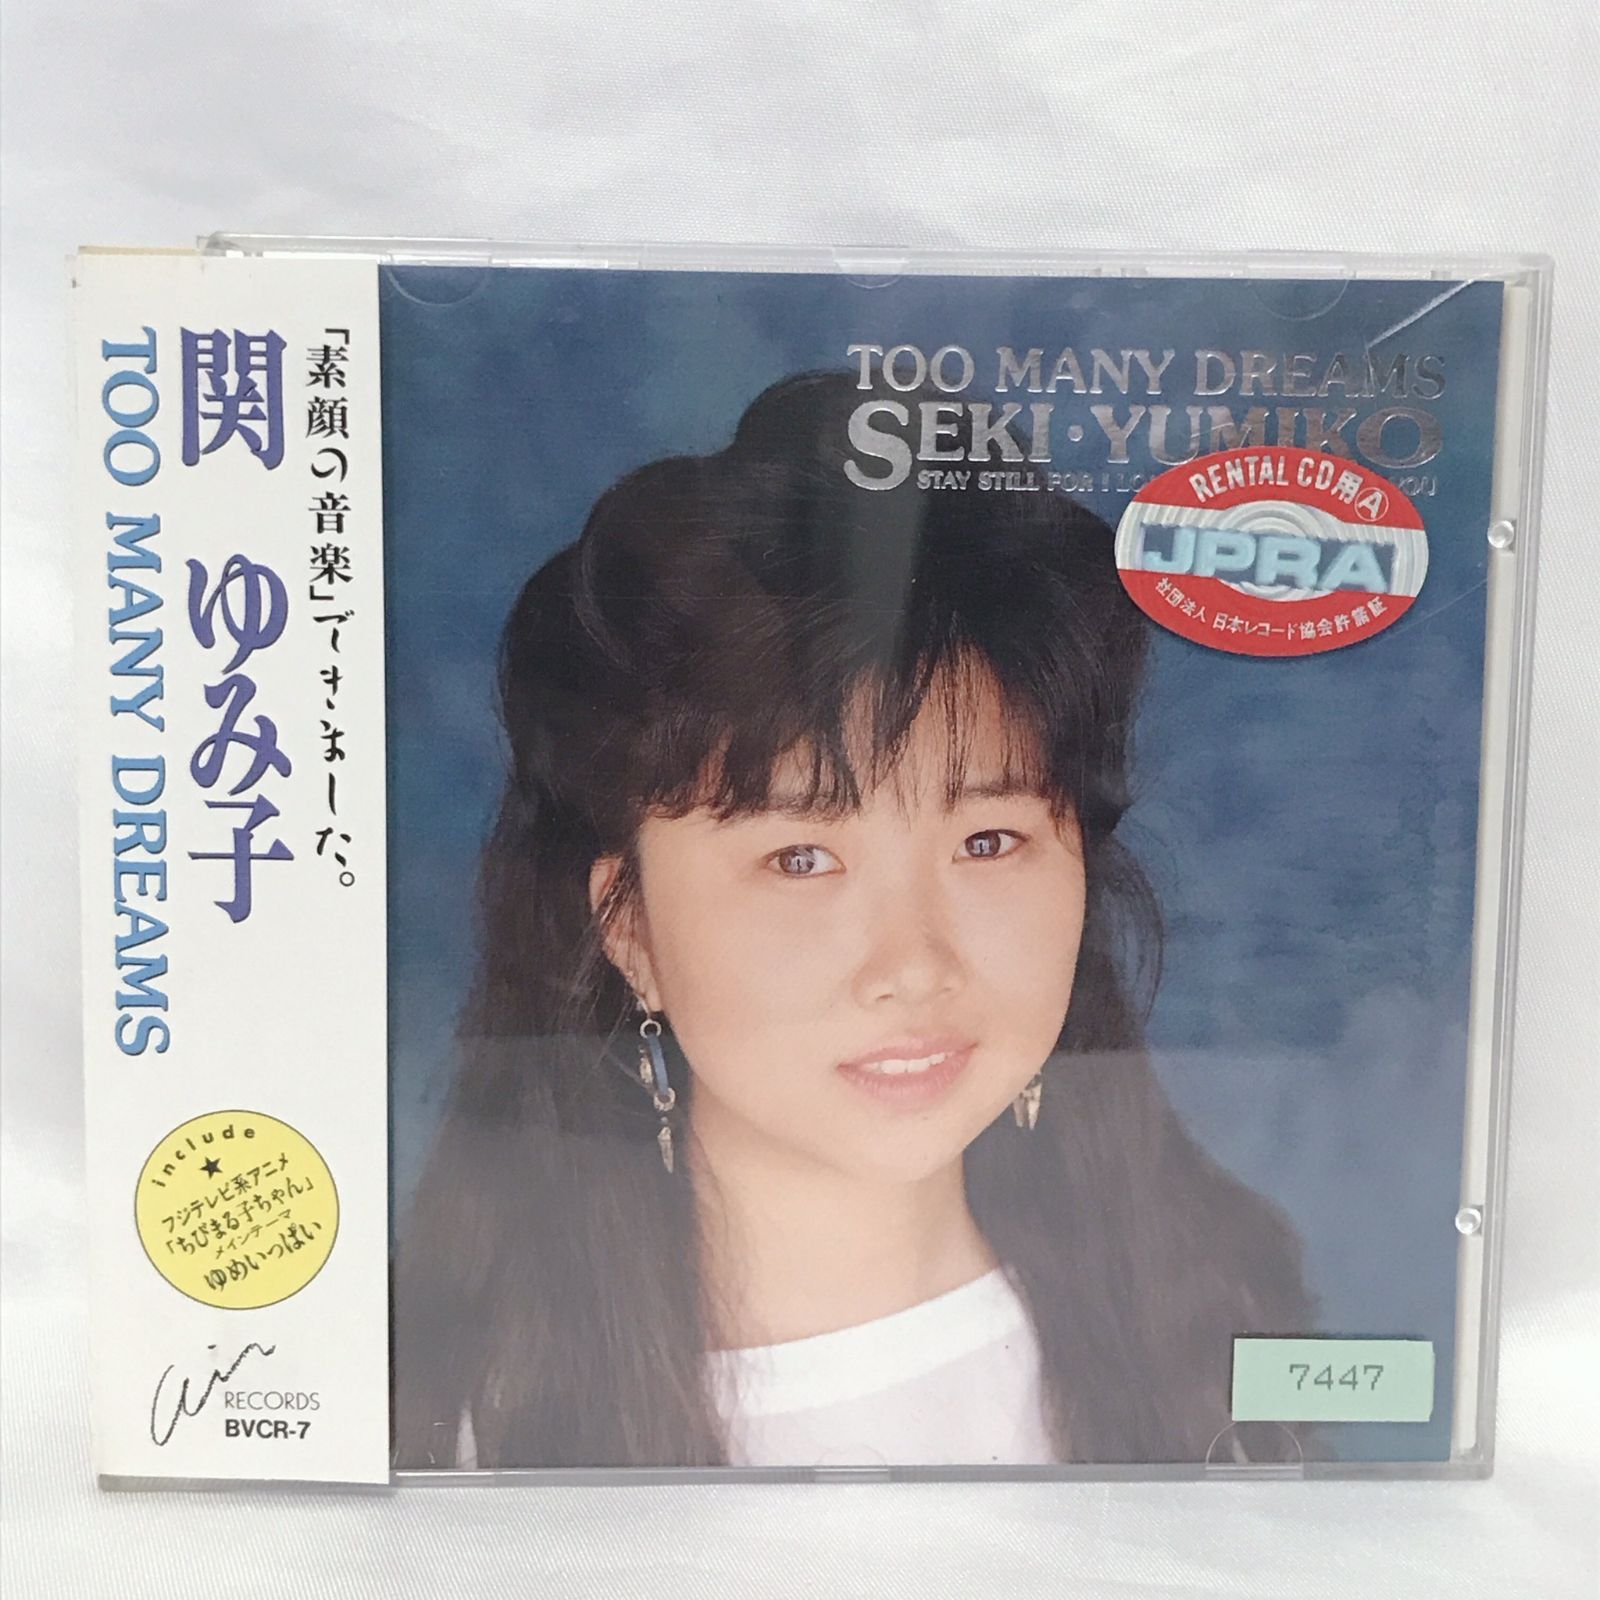 「素顔の音楽」できました。
関 ゆみ子
TOO MANY DREAMS
include
★
フジテレビ系アニメ
「ちびまる子ちゃん」
メインテーマ
ゆめいっぱい
air
RECORDS
BVCR-7
TOO MANY DREAMS
SEKI・YUMIKO
STAY STILL FOR I LO
YOU
RENTAL CD用Ⓐ
JPRA
社団法人 日本レコード協会許諾証
7447